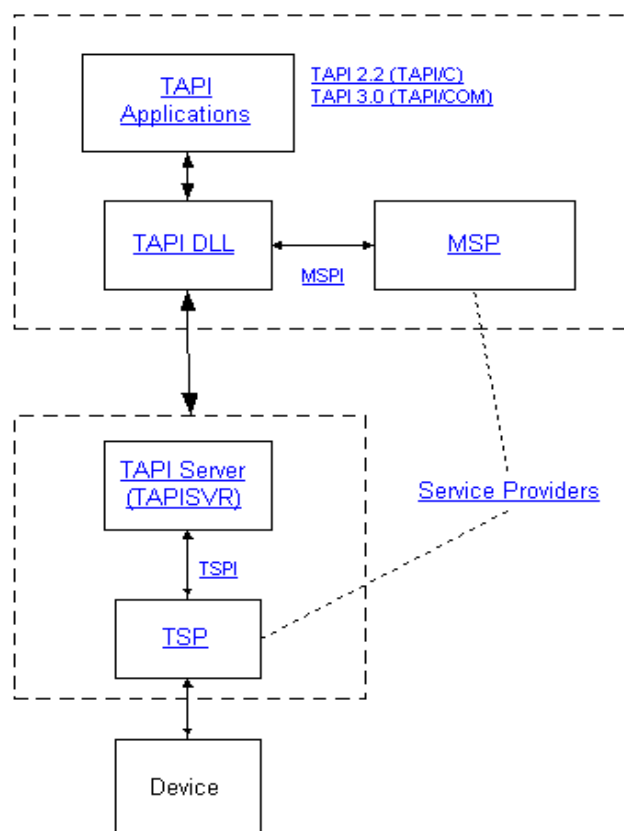 TAPI
Applications
TAPI 2.2 (TAPI/C)
TAPI 3.0 (TAPI/COM)
TAPI DLL
MSPI
MSP
TAPI Server
(TAPISVR)
Service Providers
TSPI
TSP
Device